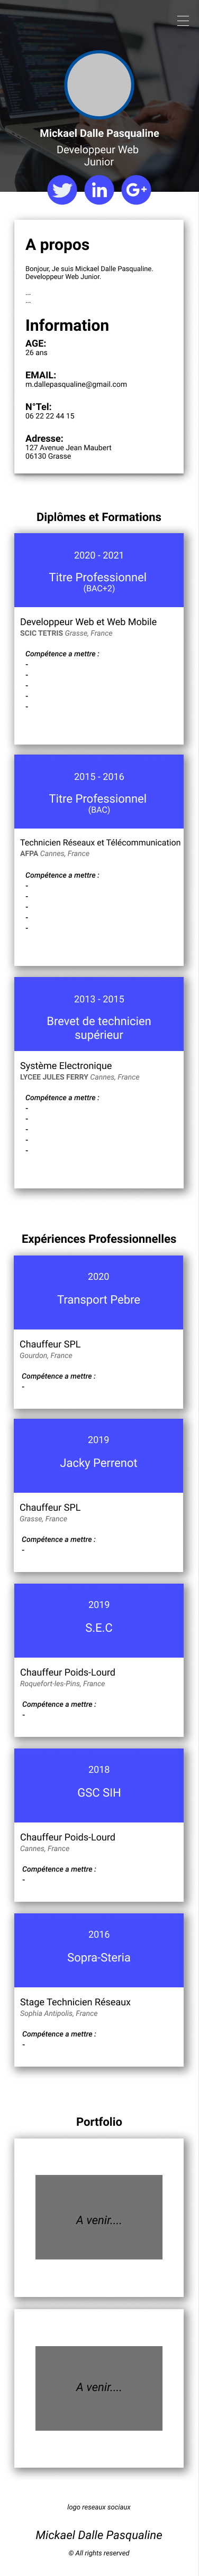 Mickael Dalle Pasqualine
Developpeur Web
Junior
in
G+
A propos
Bonjour, Je suis Mickael Dalle Pasqualine.
Developpeur Web Junior.
...
...
Information
AGE:
26 ans
EMAIL:
m.dallepasqualine@gmail.com
N°Tel:
06 22 22 44 15
Adresse:
127 Avenue Jean Maubert
06130 Grasse
Diplômes et Formations
2020 - 2021
Titre Professionnel
(BAC+2)
Developpeur Web et Web Mobile
SCIC TETRIS Grasse, France
Compétence a mettre :
-
-
-
-
-
2015 - 2016
Titre Professionnel
(BAC)
Technicien Réseaux et Télécommunication
AFPA Cannes, France
Compétence a mettre :
-
-
-
-
-
2013 - 2015
Brevet de technicien
supérieur
Système Electronique
LYCEE JULES FERRY Cannes, France
Compétence a mettre :
-
-
-
-
-
Expériences Professionnelles
2020
Transport Pebre
Chauffeur SPL
Gourdon, France
Compétence a mettre :
-
2019
Jacky Perrenot
Chauffeur SPL
Grasse, France
Compétence a mettre :
-
2019
S.E.C
Chauffeur Poids-Lourd
Roquefort-les-Pins, France
Compétence a mettre :
-
2018
GSC SIH
Chauffeur Poids-Lourd
Cannes, France
Compétence a mettre :
-
2016
Sopra-Steria
Stage Technicien Réseaux
Sophia Antipolis, France
Compétence a mettre :
-
Portfolio
A venir....
A venir....
logo reseaux sociaux
Mickael Dalle Pasqualine
© All rights reserved